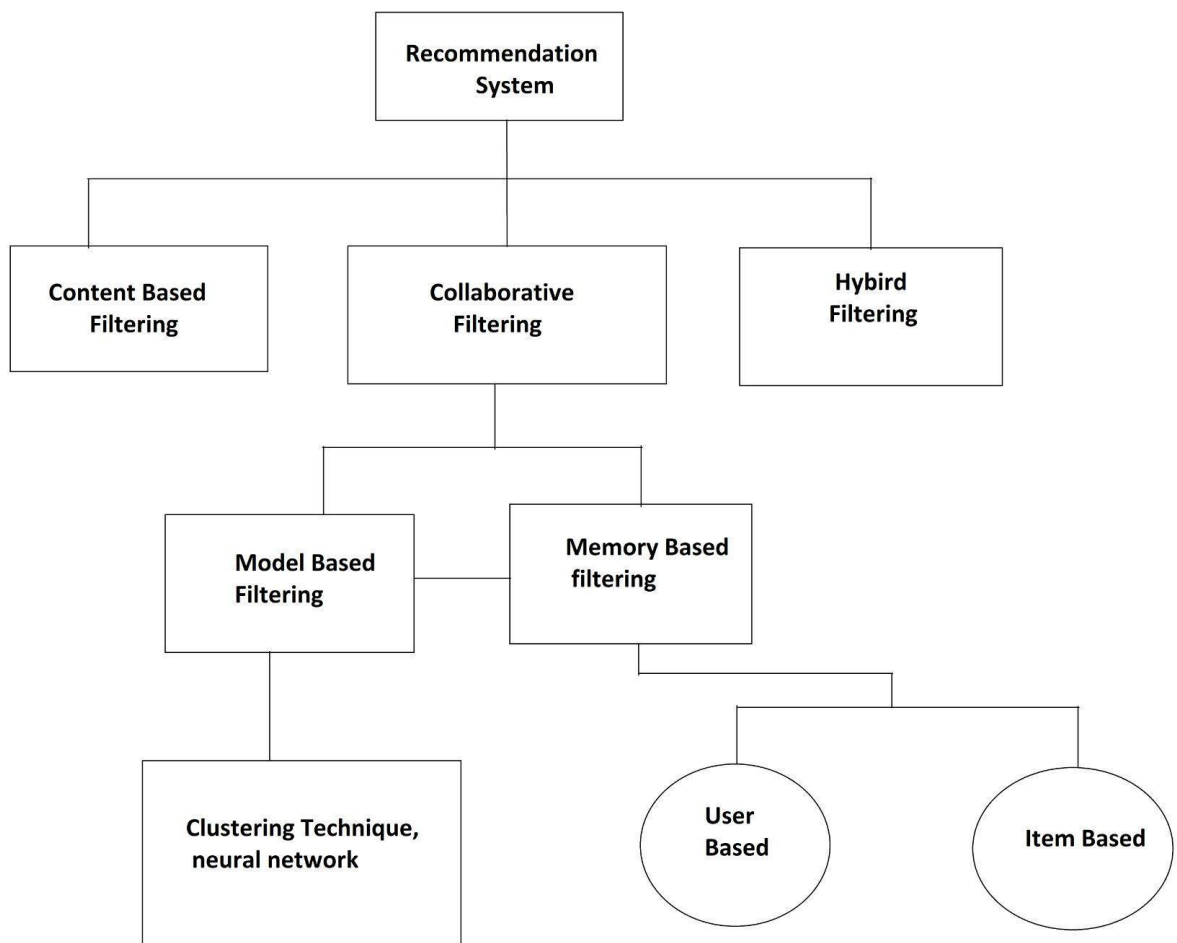 Recommendation
System
Content Based
Filtering
Collaborative
Filtering
Hybird
Filtering
Model Based
Filtering
Memory Based
filtering
Clustering Technique,
neural network
User
Based
Item Based